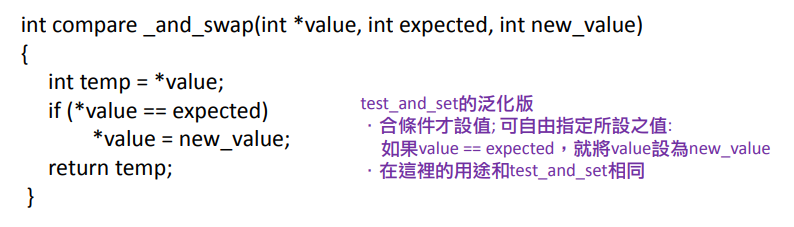 int compare _and_swap(int *value, int expected, int new_value)
{
int temp = *value;
if (*value == expected)
*value = new_value;
return temp;
}
test_and_set的泛化版
· 合條件才設值; 可自由指定所設之值:
如果value == expected，就將value設為new_value
· 在這裡的用途和test_and_set相同